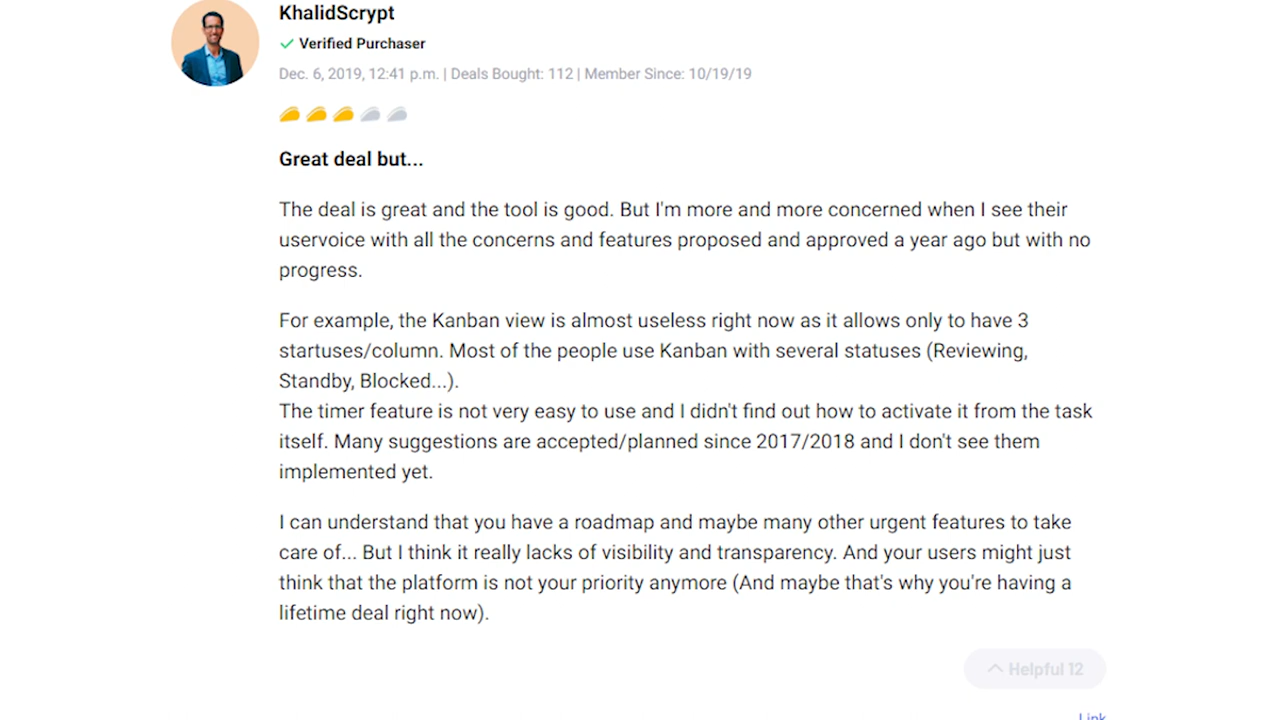 KhalidScrypt
Verified Purchaser
Dec. 6, 2019, 12:41 p.m. | Deals Bought: 112 | Member Since: 10/19/19
Great deal but...
The deal is great and the tool is good. But I'm more and more concerned when I see their
uservoice with all the concerns and features proposed and approved a year ago but with no
progress.
For example, the Kanban view is almost useless right now as it allows only to have 3
startuses/column. Most of the people use Kanban with several statuses (Reviewing,
Standby, Blocked...).
The timer feature is not very easy to use and I didn't find out how to activate it from the task
itself. Many suggestions are accepted/planned since 2017/2018 and I don't see them
implemented yet.
I can understand that you have a roadmap and maybe many other urgent features to take
care of... But I think it really lacks of visibility and transparency. And your users might just
think that the platform is not your priority anymore (And maybe that's why you're having a
lifetime deal right now).
Helpful 12
Link